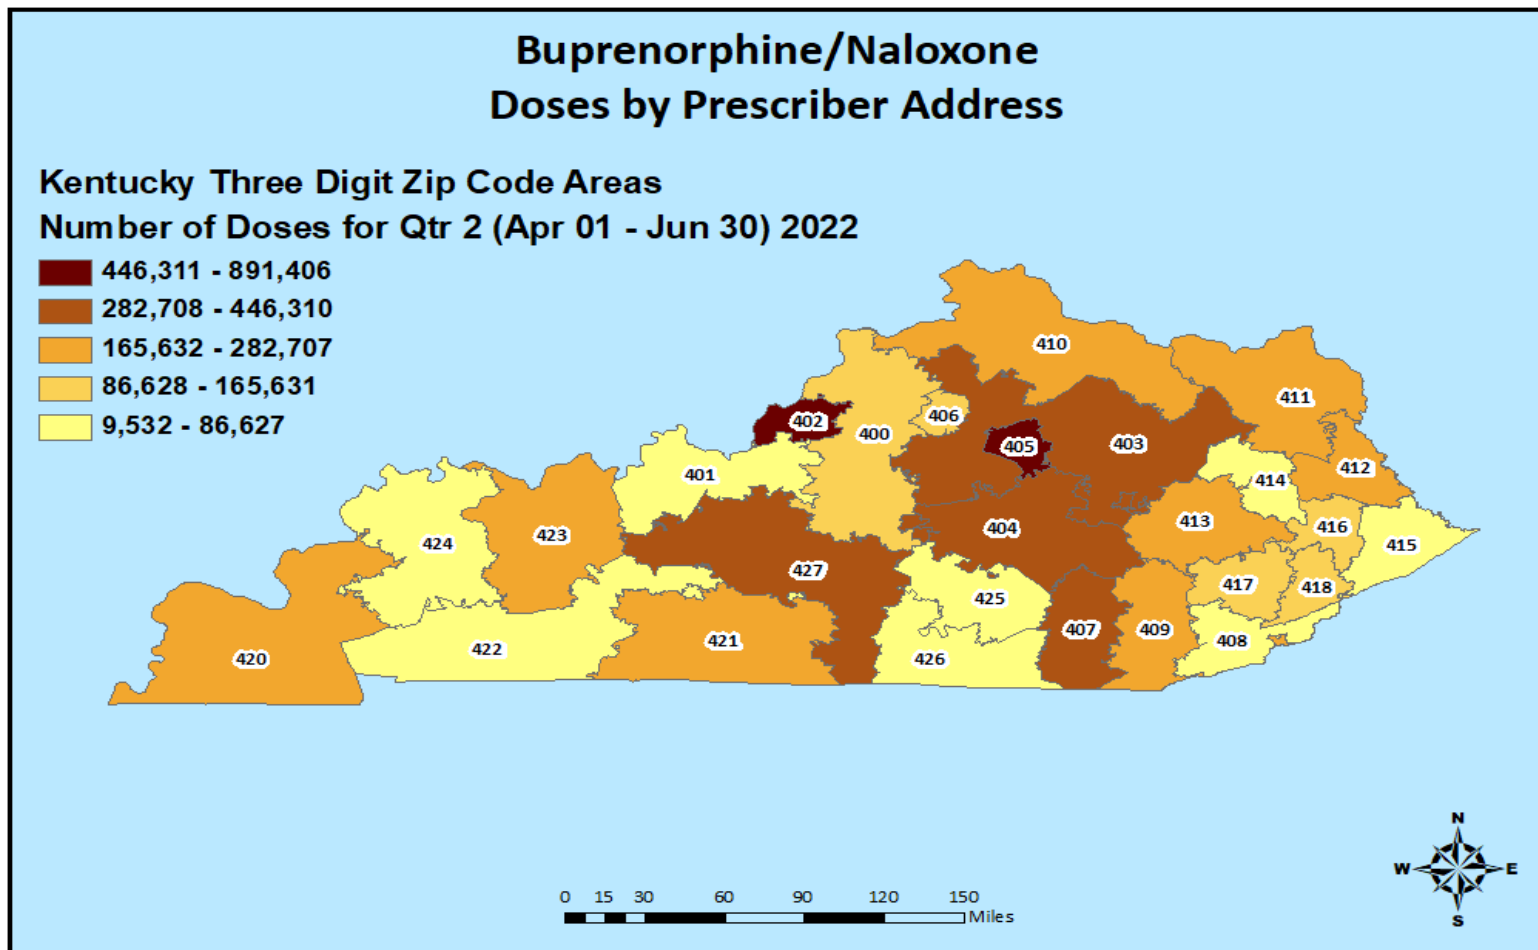 Buprenorphine/Naloxone
Doses by Prescriber Address
Kentucky Three Digit Zip Code Areas
Number of Doses for Qtr 2 (Apr 01 - Jun 30) 2022
446,311 - 891,406
282,708 - 446,310
165,632 - 282,707
86,628 - 165,631
9,532 - 86,627
410
411
406
402
400
405
403
401
412
414
413
416
404
423
424
415
427
417
418
425
407
409
408
421
422
420
426
N
W
E
S
0 15 30 60 90 120 150
Miles